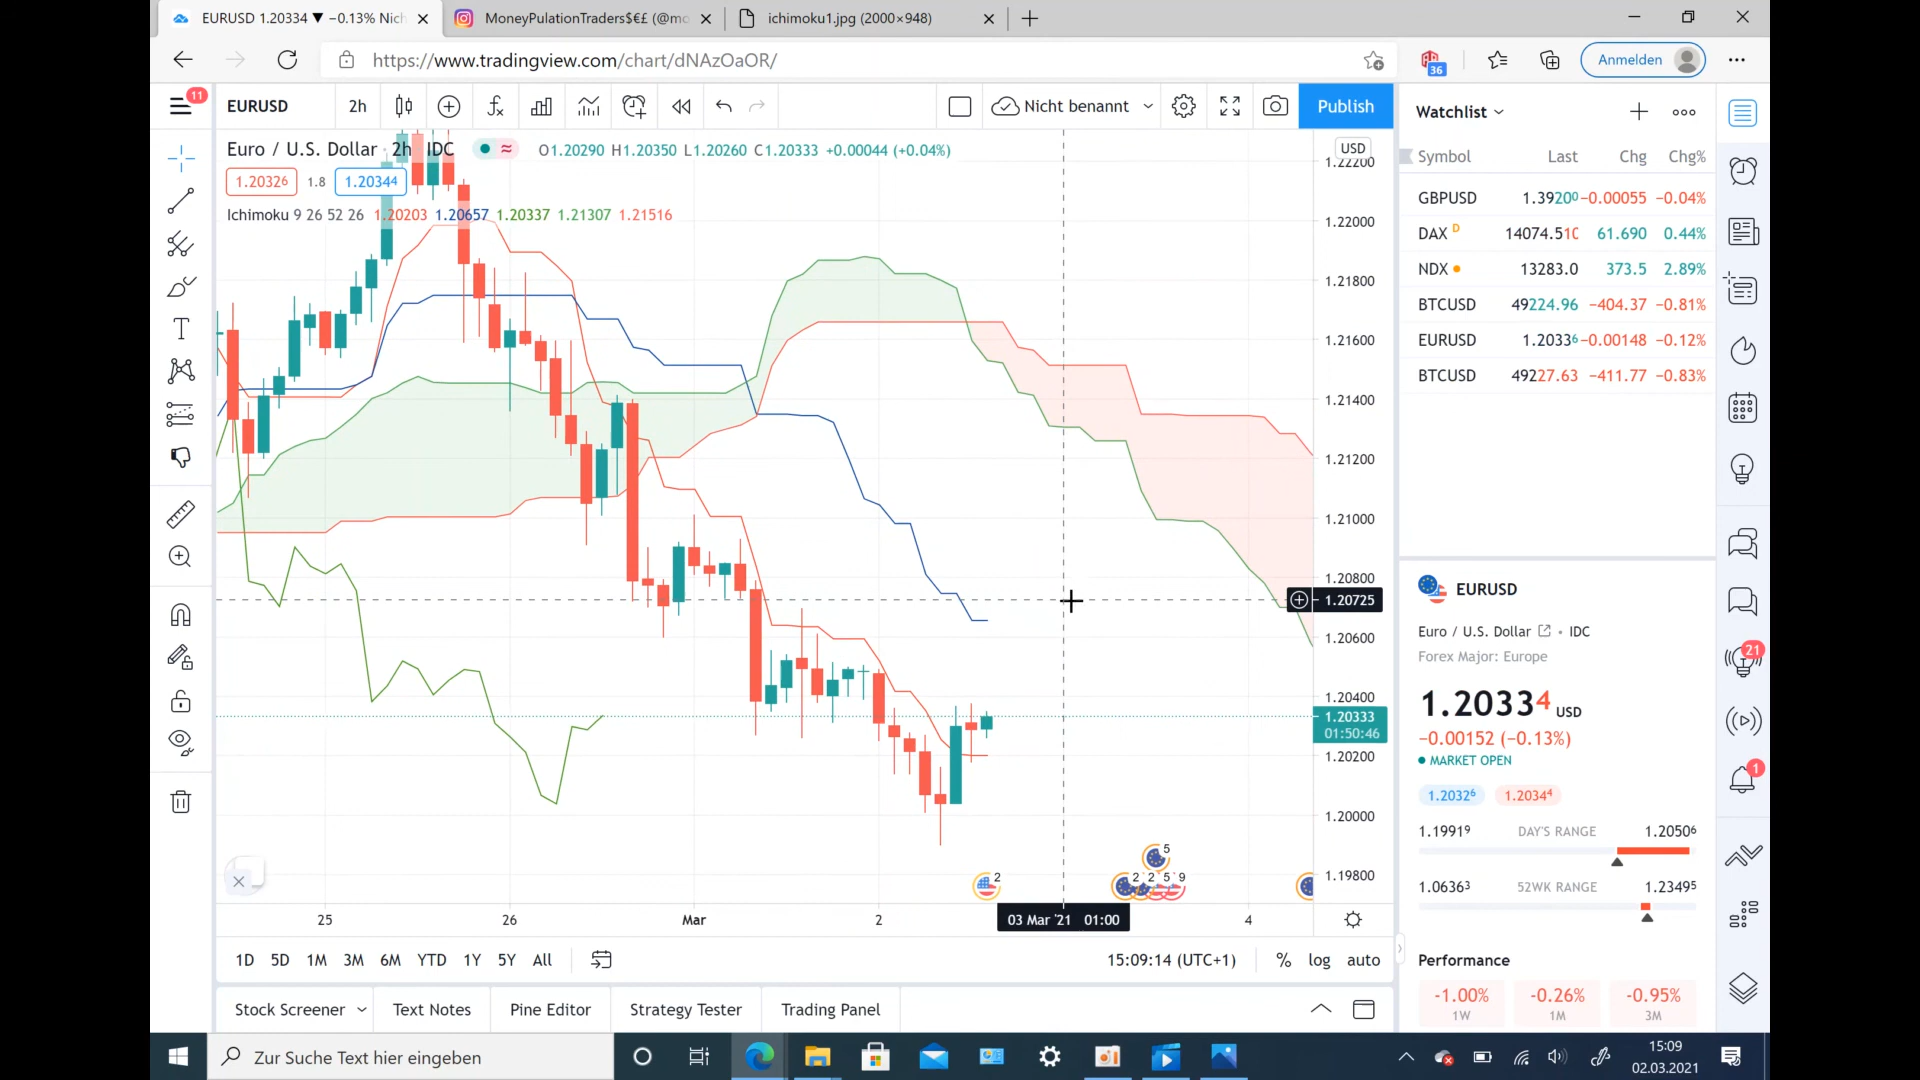 EURUSD 1.20334 ▼ −0.13% Nich
MoneyPulationTraders$€£ (@mo
ichimoku1.jpg (2000×948)
https://www.tradingview.com/chart/dNAzOaOR/
36
Anmelden
11
EURUSD
2h
Nicht benannt
Publish
Euro / U.S. Dollar · 2h IDC
O1.20290 H1.20350 L1.20260 C1.20333 +0.00044 (+0.04%)
1.20326 1.8 1.20344
Ichimoku 9 26 52 26 1.20203 1.20657 1.20337 1.21307 1.21516
USD
1.22200
1.22000
1.21800
1.21600
1.21400
1.21200
1.21000
1.20800
1.20725
1.20600
1.20400
1.20333
01:50:46
1.20200
1.20000
1.19800
2
5
2 2 5 9
25 26 Mar 2 03 Mar '21 01:00 4
1D 5D 1M 3M 6M YTD 1Y 5Y All
15:09:14 (UTC+1) % log auto
Stock Screener Text Notes Pine Editor Strategy Tester Trading Panel
Watchlist
Symbol Last Chg Chg%
GBPUSD 1.39200 −0.00055 −0.04%
DAX D 14074.510 61.690 0.44%
NDX 13283.0 373.5 2.89%
BTCUSD 49224.96 −404.37 −0.81%
EURUSD 1.20336 −0.00148 −0.12%
BTCUSD 49227.63 −411.77 −0.83%
EURUSD
Euro / U.S. Dollar • IDC
Forex Major: Europe
1.20334 USD
−0.00152 (−0.13%)
MARKET OPEN
1.20326 1.20344
1.19919 DAY'S RANGE 1.20506
1.06363 52WK RANGE 1.23495
Performance
-1.00% -0.26% -0.95%
1W 1M 3M
21
1
Zur Suche Text hier eingeben
15:09
02.03.2021